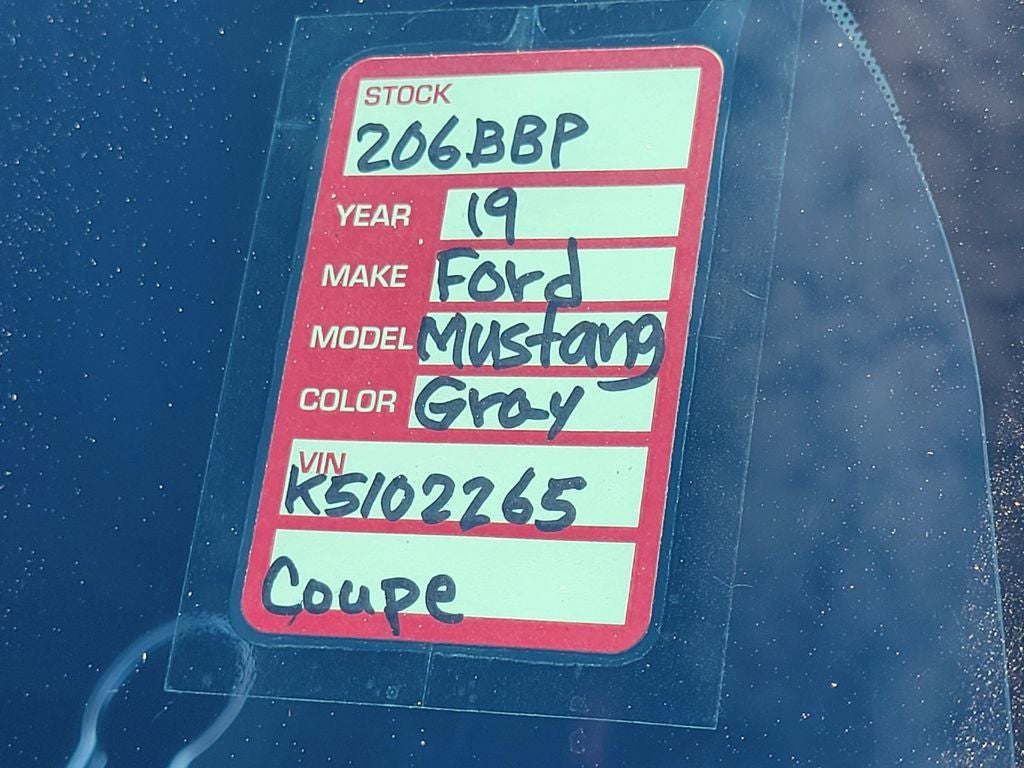 STOCK
206BBP
YEAR 19
MAKE Ford
MODEL Mustang
COLOR Gray
VIN
K5102265
Coupe